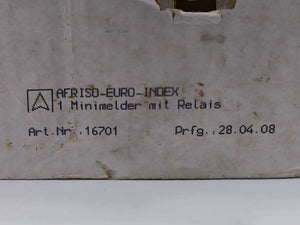 AFRISO-EURO-INDEX
1 Minimelder mit Relais
Art.Nr.:16701 Prfg.:28.04.08